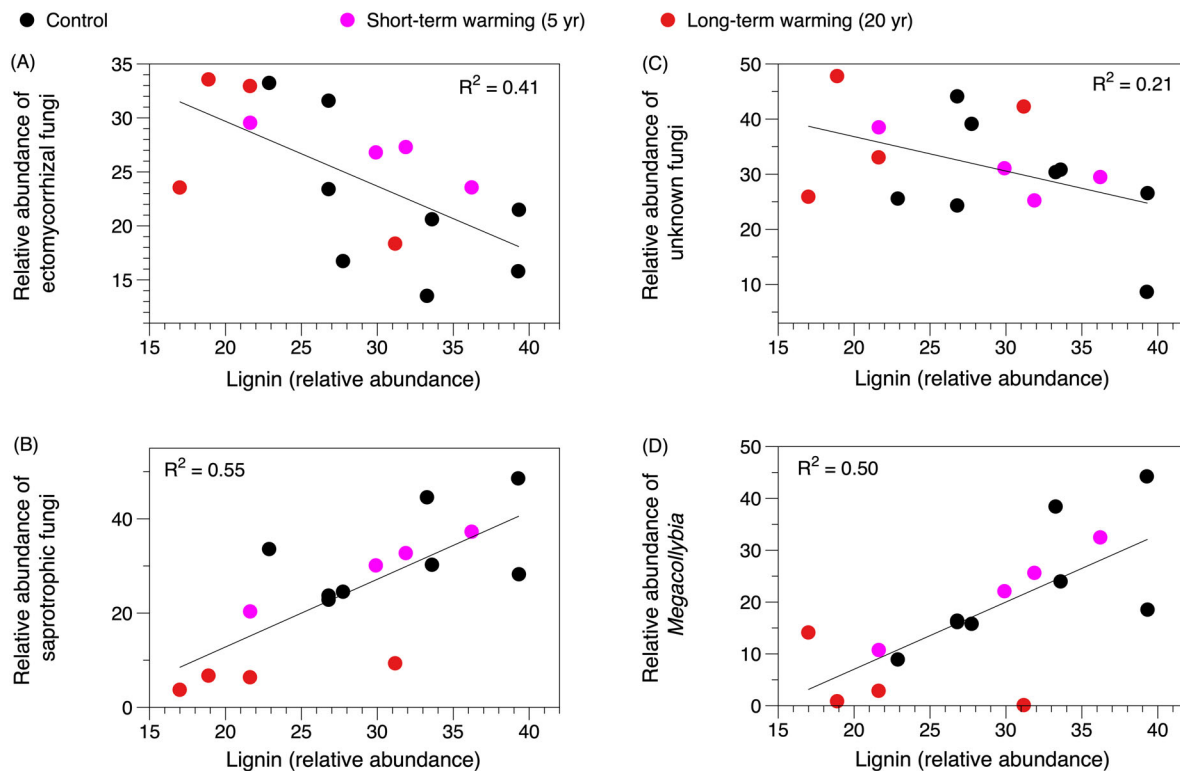 Control
Short-term warming (5 yr)
Long-term warming (20 yr)
(A)
R² = 0.41
Relative abundance of
ectomycorrhizal fungi
35
30
25
20
15
15 20 25 30 35 40
Lignin (relative abundance)
(C)
R² = 0.21
Relative abundance of
unknown fungi
50
40
30
20
10
15 20 25 30 35 40
Lignin (relative abundance)
(B)
R² = 0.55
Relative abundance of
saprotrophic fungi
40
20
0
15 20 25 30 35 40
Lignin (relative abundance)
(D)
R² = 0.50
Relative abundance of
Megacollybia
50
40
30
20
10
0
15 20 25 30 35 40
Lignin (relative abundance)